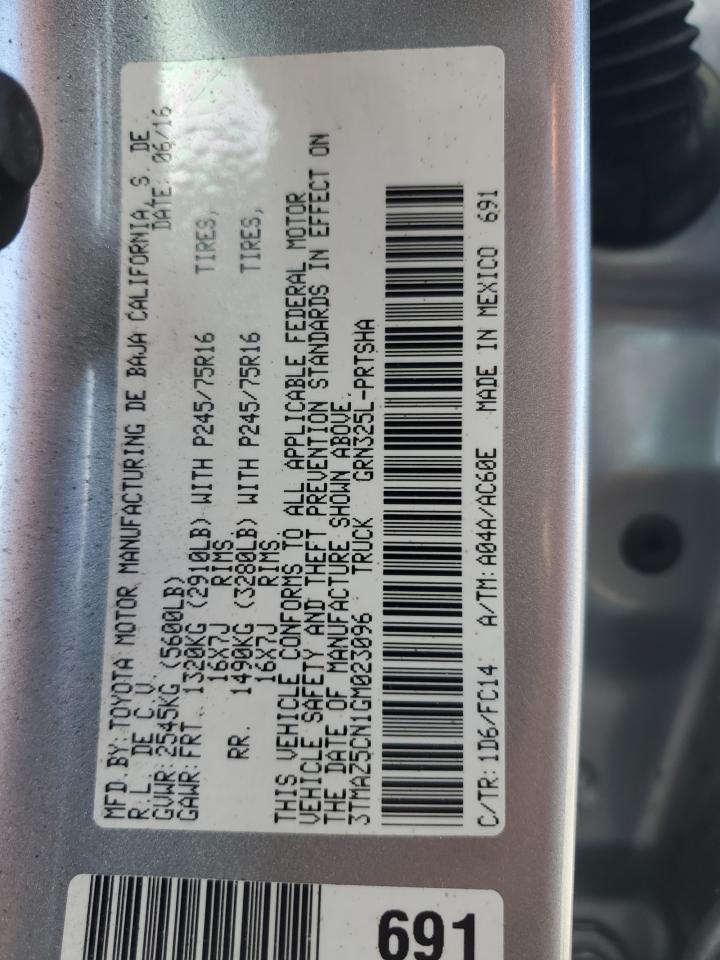 MFD.BY:TOYOTA MOTOR MANUFACTURING DE BAJA CALIFORNIA,S. DE
R.L. DE C.V. DATE: 06/16
GVWR:2545KG (5600LB)
GAWR:FRT. 1320KG (2910LB) WITH P245/75R16 TIRES,
16X7J RIMS,
RR. 1490KG (3280LB) WITH P245/75R16 TIRES,
16X7J RIMS.
THIS VEHICLE CONFORMS TO ALL APPLICABLE FEDERAL MOTOR
VEHICLE SAFETY AND THEFT PREVENTION STANDARDS IN EFFECT ON
THE DATE OF MANUFACTURE SHOWN ABOVE.
3TMAZ5CN1GM023096 TRUCK GRN325L-PRTSHA
C/TR:1D6/FC14 A/TM:A04A/AC60E MADE IN MEXICO 691
691